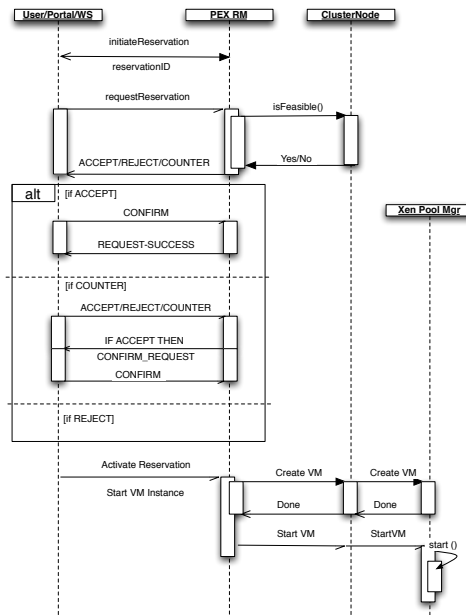 User/Portal/WS PEX RM ClusterNode
initiateReservation
reservationID
requestReservation
isFeasible()
ACCEPT/REJECT/COUNTER
Yes/No
alt [if ACCEPT]
CONFIRM
Xen Pool Mgr
REQUEST-SUCCESS
[if COUNTER]
ACCEPT/REJECT/COUNTER
IF ACCEPT THEN
CONFIRM_REQUEST
CONFIRM
[if REJECT]
Activate Reservation
Create VM Create VM
Start VM Instance
Done Done
Start VM StartVM
start ()